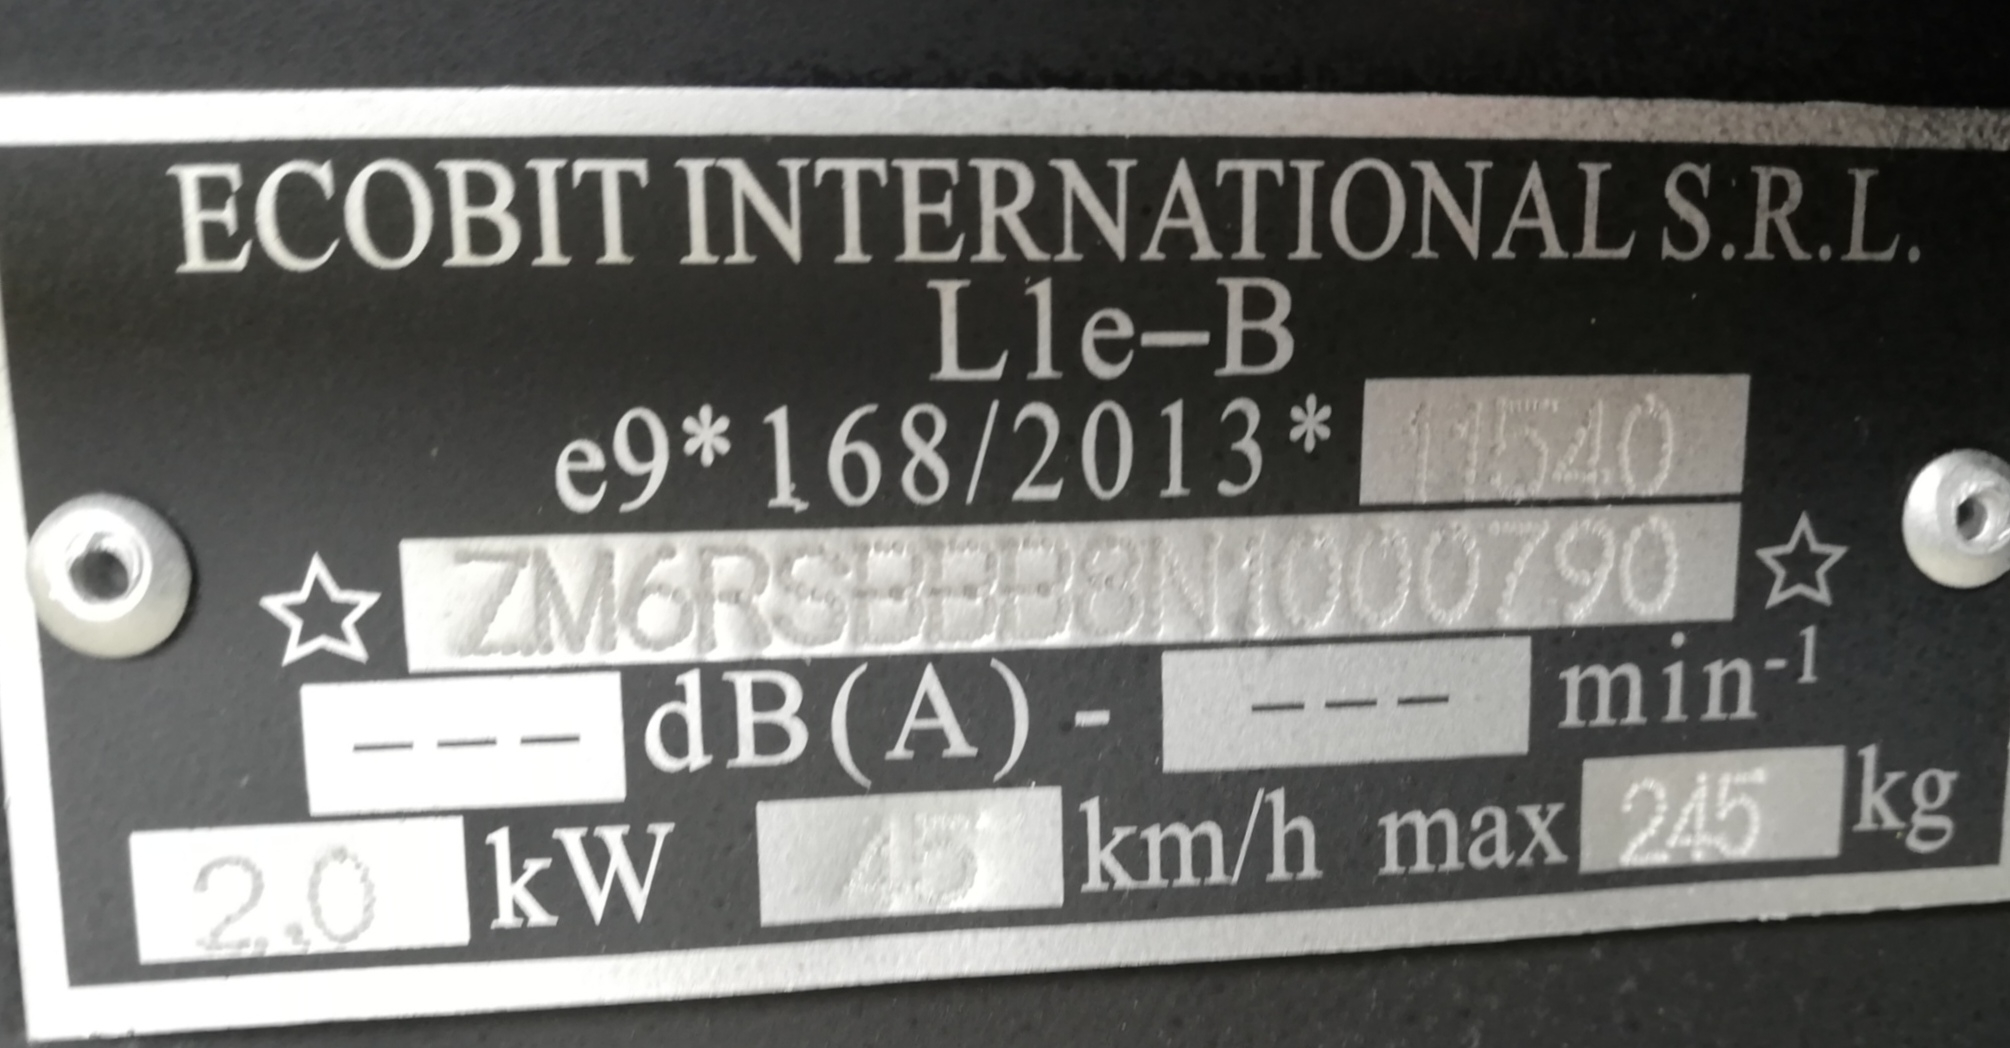 ECOBIT INTERNATIONAL S.R.L.
L1e-B
e9*168/2013*11540
☆ ZM6RSBBB8N1000790 ☆
--- dB(A) - --- min-1
2.0 kW 45 km/h max 245 kg